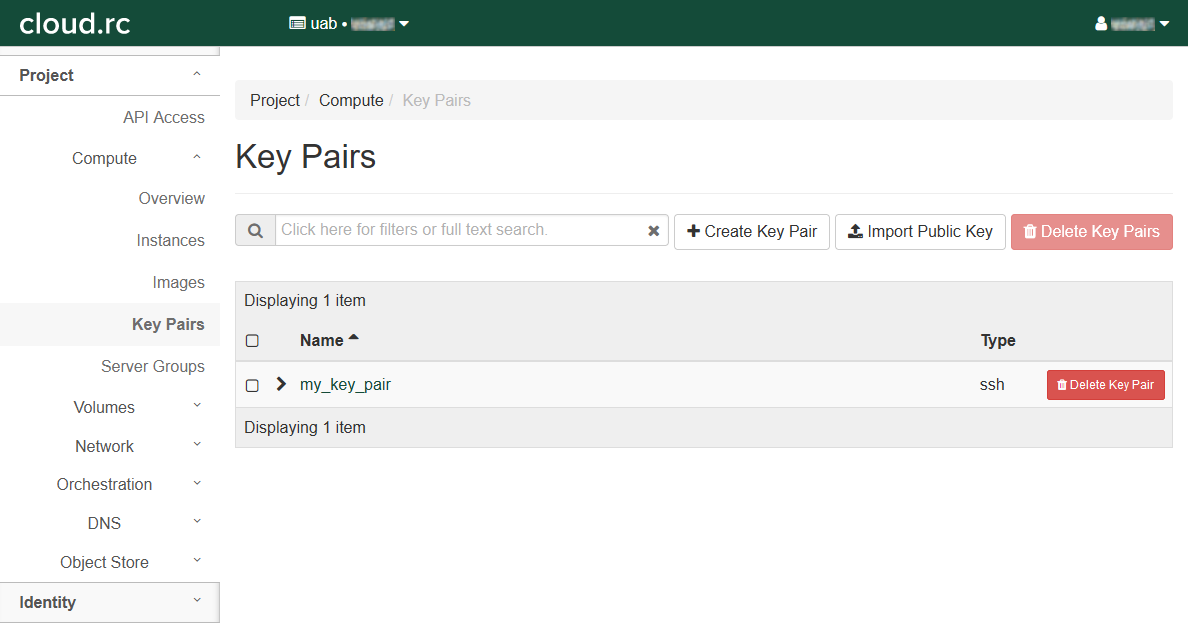 cloud.rc
uab •
Project
API Access
Compute
Overview
Instances
Images
Key Pairs
Server Groups
Volumes
Network
Orchestration
DNS
Object Store
Identity
Project / Compute / Key Pairs
Key Pairs
Click here for filters or full text search.
Create Key Pair
Import Public Key
Delete Key Pairs
Displaying 1 item
Name Type
my_key_pair ssh Delete Key Pair
Displaying 1 item